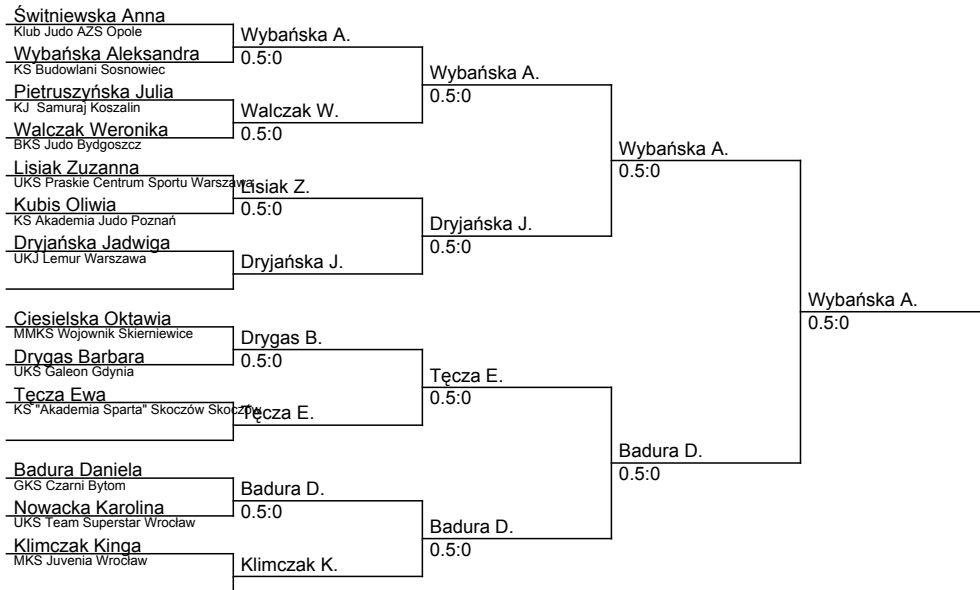 Świtniewska Anna
Klub Judo AZS Opole
Wybańska Aleksandra
KS Budowlani Sosnowiec
Pietruszyńska Julia
KJ Samuraj Koszalin
Walczak Weronika
BKS Judo Bydgoszcz
Lisiak Zuzanna
UKS Praskie Centrum Sportu Warszawa
Kubis Oliwia
KS Akademia Judo Poznań
Dryjańska Jadwiga
UKJ Lemur Warszawa
Ciesielska Oktawia
MMKS Wojownik Skierniewice
Drygas Barbara
UKS Galeon Gdynia
Tęcza Ewa
KS "Akademia Sparta" Skoczów Skoczów
Badura Daniela
GKS Czarni Bytom
Nowacka Karolina
UKS Team Superstar Wrocław
Klimczak Kinga
MKS Juvenia Wrocław
Wybańska A.
0.5:0
Walczak W.
0.5:0
Lisiak Z.
0.5:0
Dryjańska J.
Drygas B.
0.5:0
Tęcza E.
Badura D.
0.5:0
Klimczak K.
Wybańska A.
0.5:0
Dryjańska J.
0.5:0
Tęcza E.
0.5:0
Badura D.
0.5:0
Wybańska A.
0.5:0
Badura D.
0.5:0
Wybańska A.
0.5:0